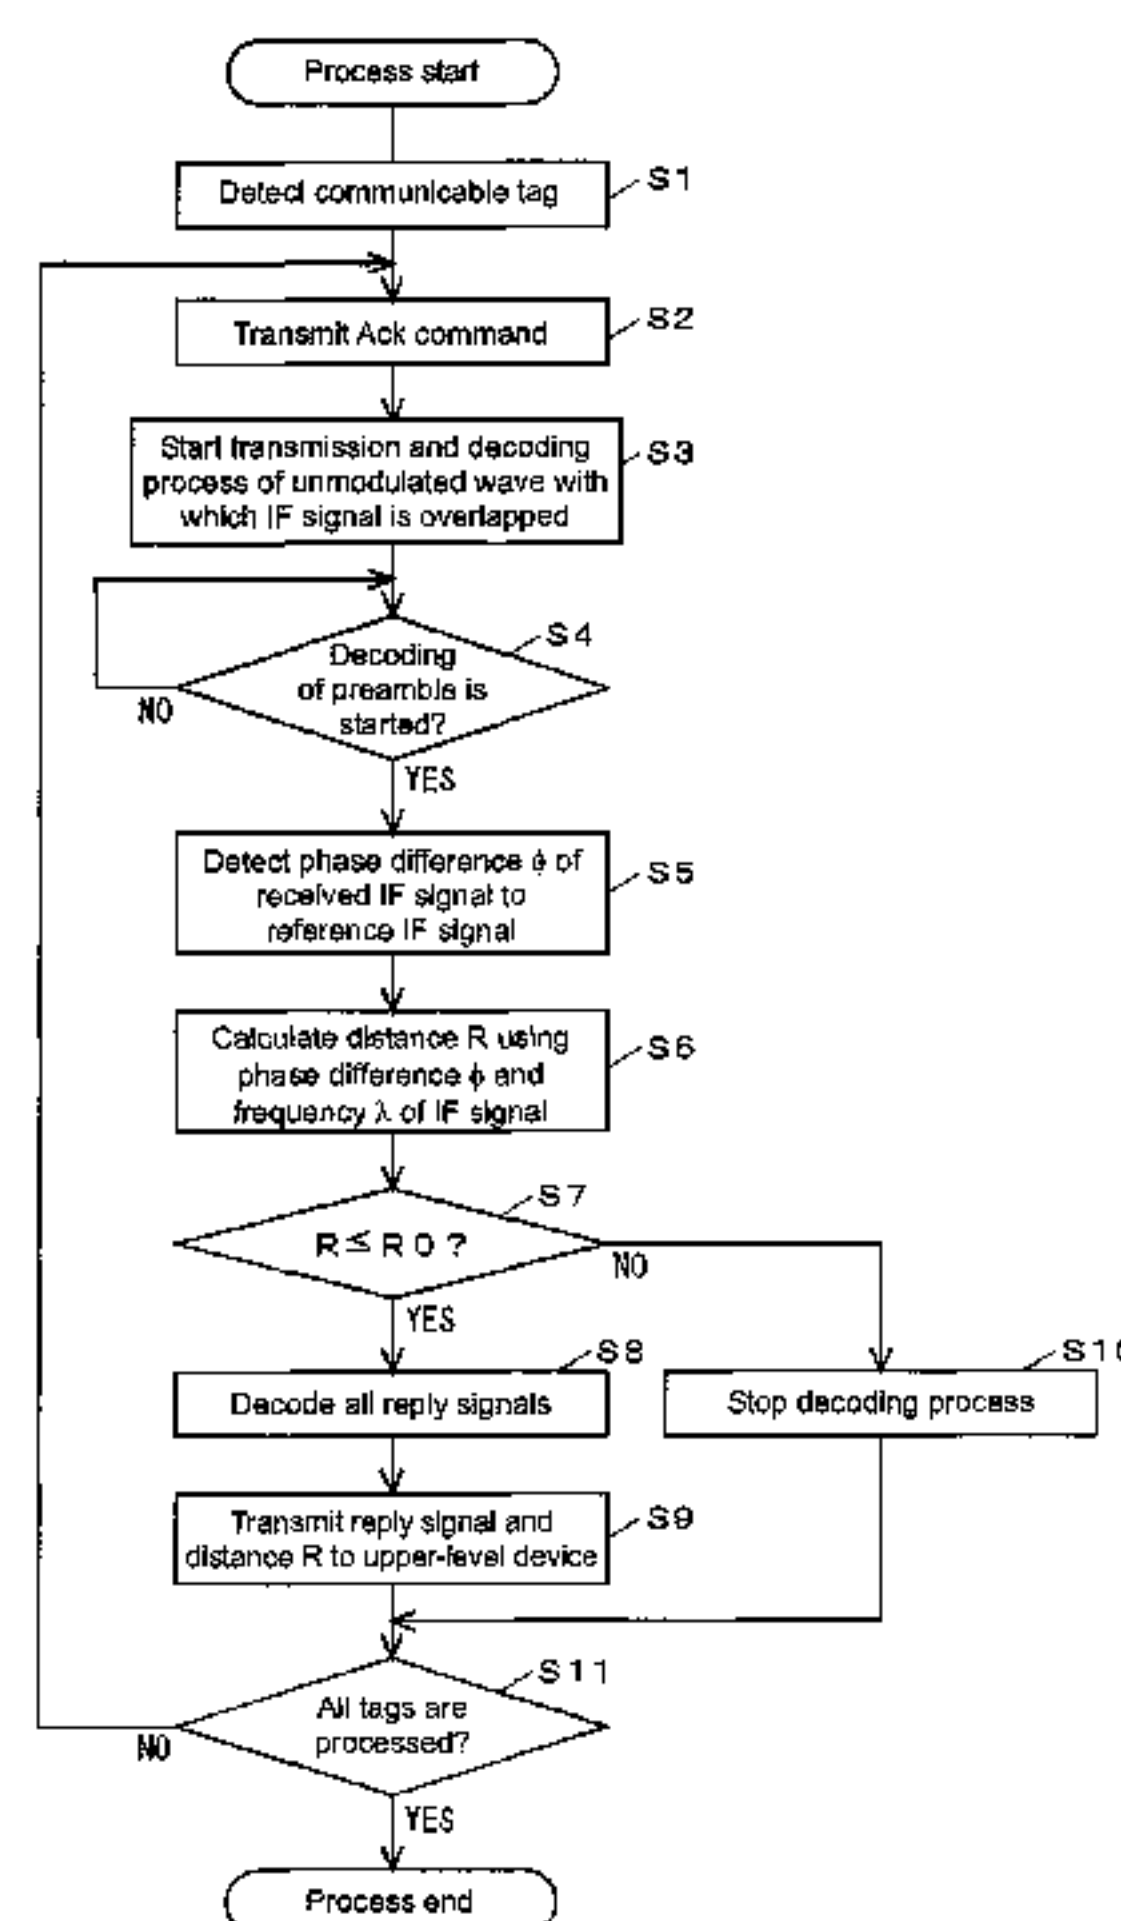 Process start
Detect communicable tag
S1
Transmit Ack command
S2
Start transmission and decoding
process of unmodulated wave with
which IF signal is overlapped
S3
S4
Decoding
of preamble is
started?
NO
YES
Detect phase difference ϕ of
received IF signal to
reference IF signal
S5
Calculate distance R using
phase difference ϕ and
frequency λ of IF signal
S6
S7
R ≦ R0 ?
NO
YES
S8
Decode all reply signals
S10
Stop decoding process
Transmit reply signal and
distance R to upper-level device
S9
S11
All tags are
processed?
NO
YES
Process end